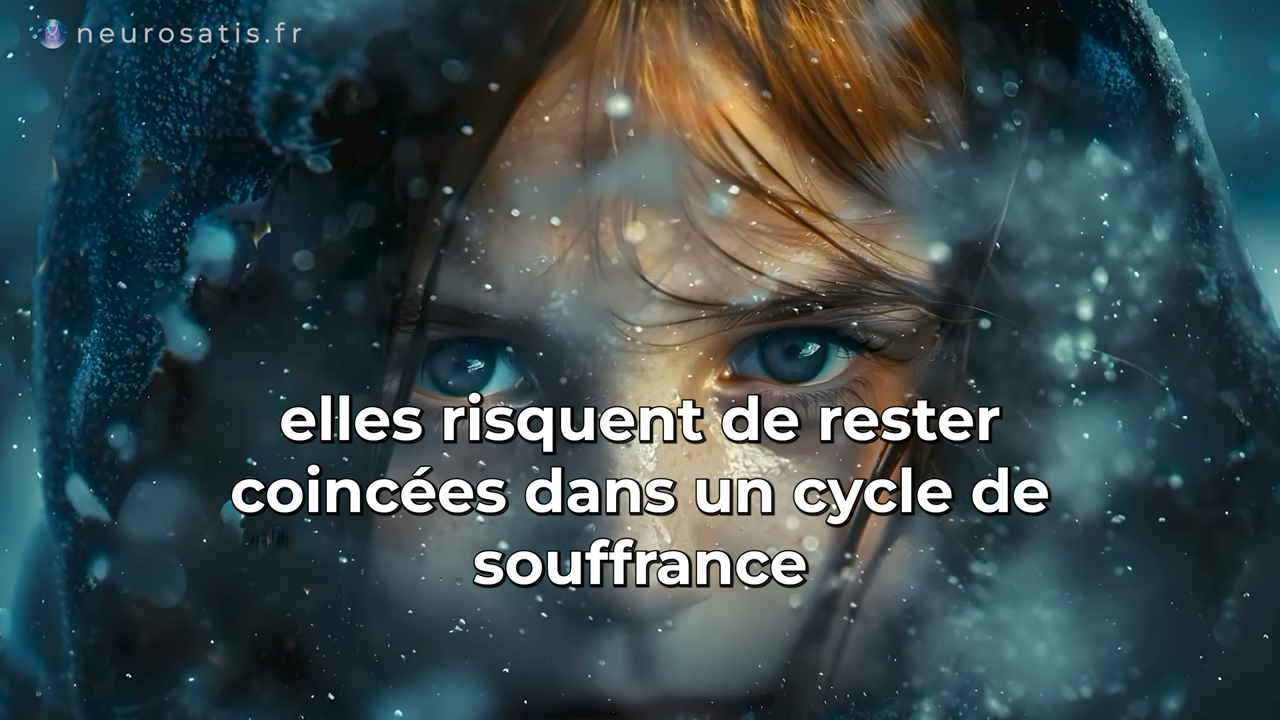 neurosatis.fr
elles risquent de rester
coincées dans un cycle de
souffrance